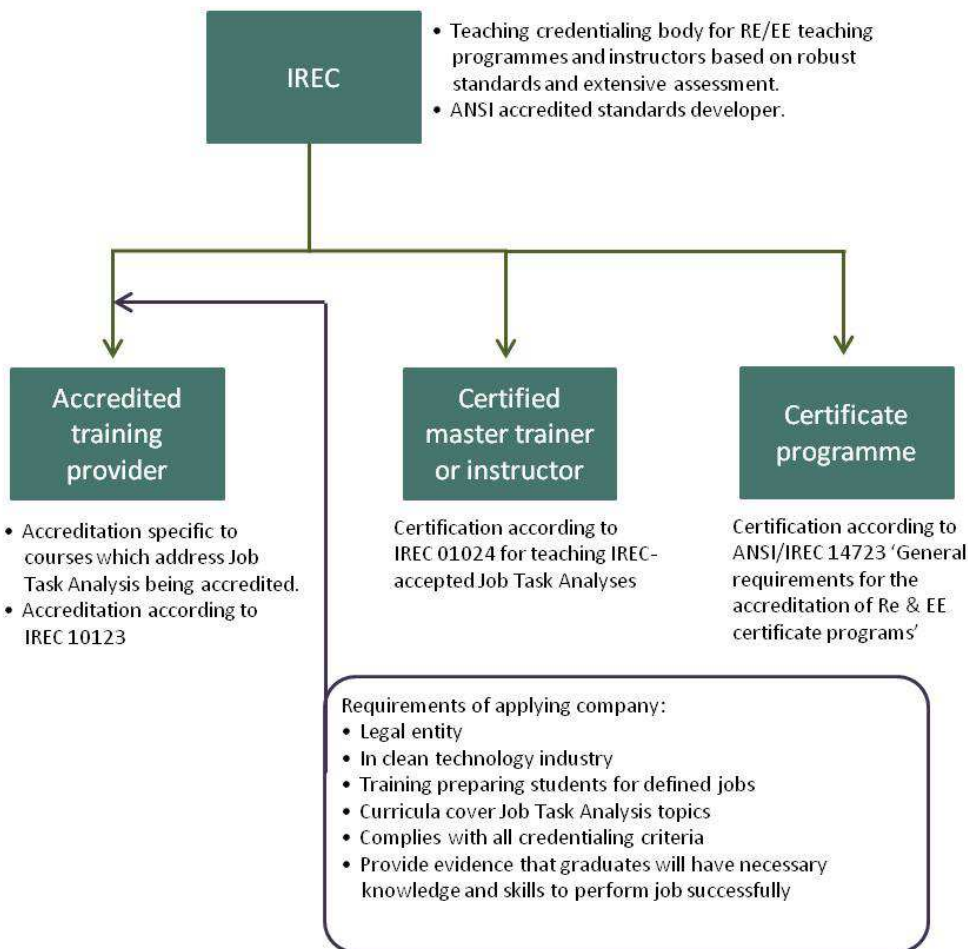 IREC
• Teaching credentialing body for RE/EE teaching
programmes and instructors based on robust
standards and extensive assessment.
• ANSI accredited standards developer.
Accredited
training
provider
• Accreditation specific to
courses which address Job
Task Analysis being accredited.
• Accreditation according to
IREC 10123
Certified
master trainer
or instructor
Certification according to
IREC 01024 for teaching IREC-
accepted Job Task Analyses
Certificate
programme
Certification according to
ANSI/IREC 14723 ‘General
requirements for the
accreditation of Re & EE
certificate programs’
Requirements of applying company:
• Legal entity
• In clean technology industry
• Training preparing students for defined jobs
• Curricula cover Job Task Analysis topics
• Complies with all credentialing criteria
• Provide evidence that graduates will have necessary
knowledge and skills to perform job successfully